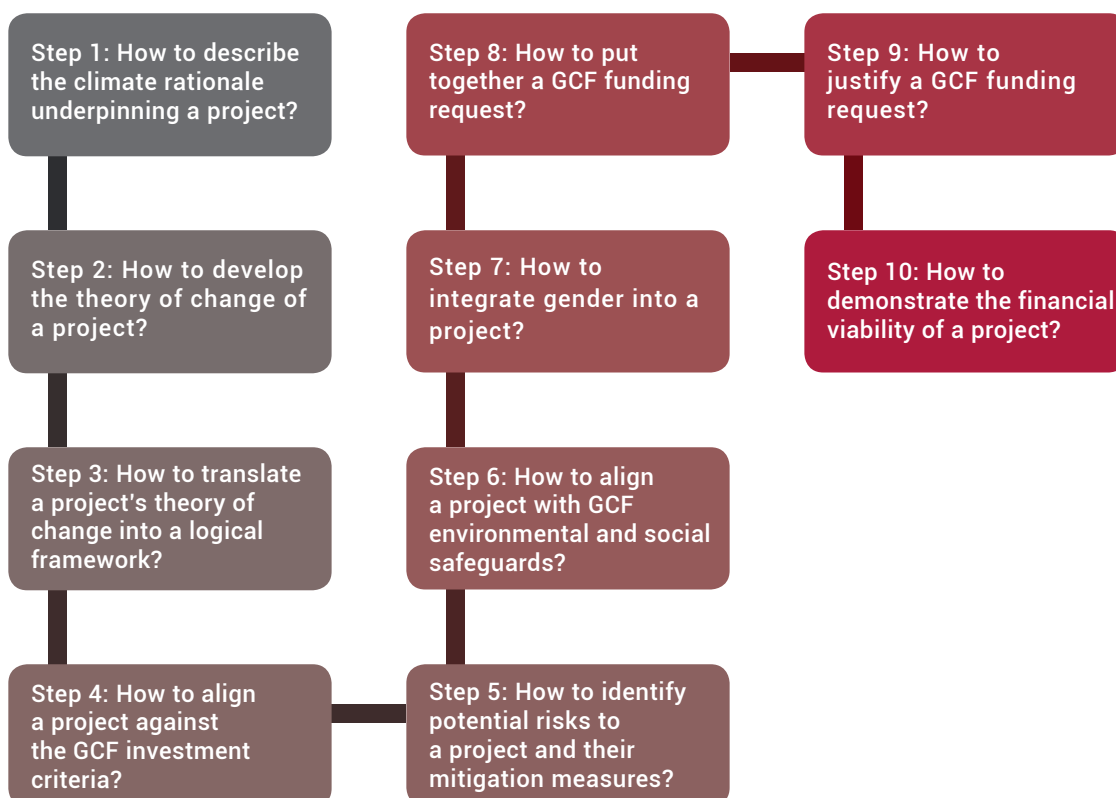 Step 1: How to describe
the climate rationale
underpinning a project?
Step 2: How to develop
the theory of change of
a project?
Step 3: How to translate
a project's theory of
change into a logical
framework?
Step 4: How to align
a project against
the GCF investment
criteria?
Step 5: How to identify
potential risks to
a project and their
mitigation measures?
Step 6: How to align
a project with GCF
environmental and social
safeguards?
Step 7: How to
integrate gender into a
project?
Step 8: How to put
together a GCF funding
request?
Step 9: How to
justify a GCF funding
request?
Step 10: How to
demonstrate the financial
viability of a project?